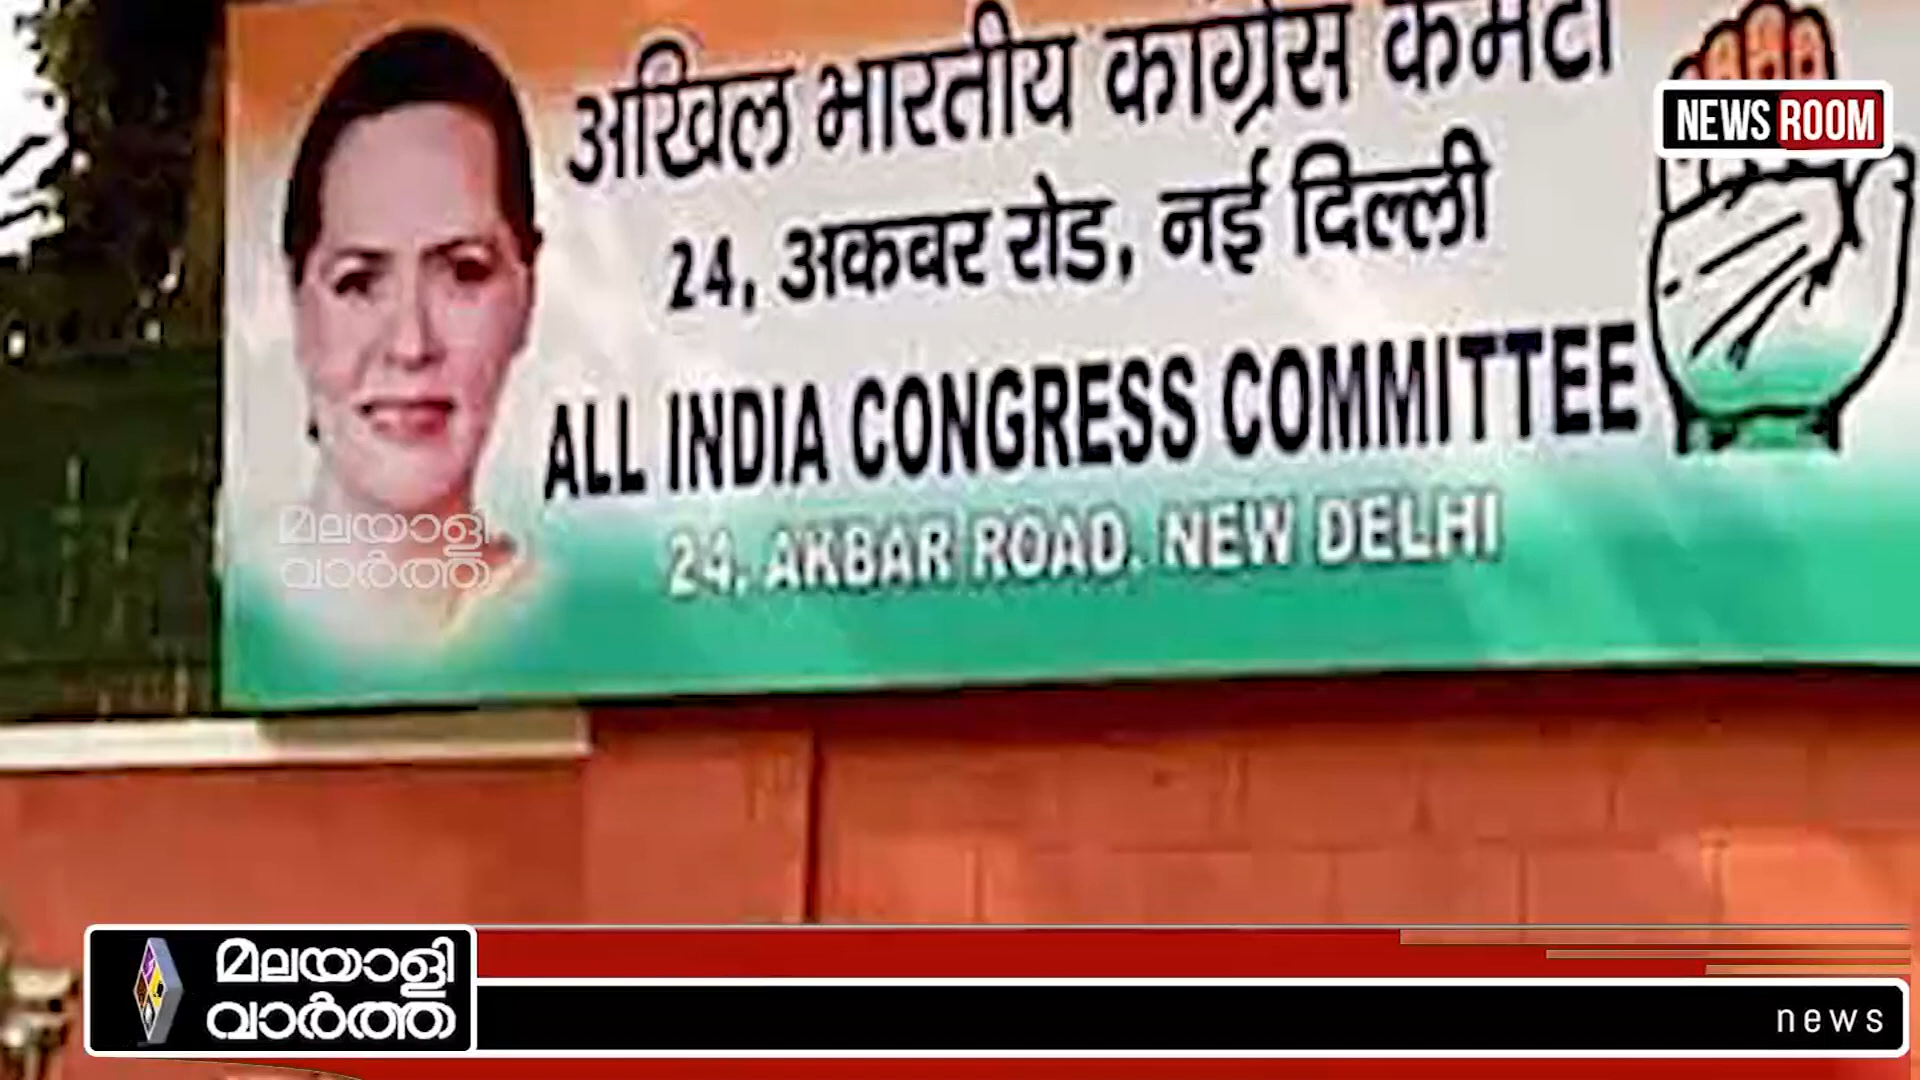 अखिल भारतीय कांग्रेस कमेटी
NEWS ROOM
24, अकबर रोड, नई दिल्ली
ALL INDIA CONGRESS COMMITTEE
24, AKBAR ROAD. NEW DELHI
മലയാളി
വാർത്ത
മലയാളി
വാർത്ത
news